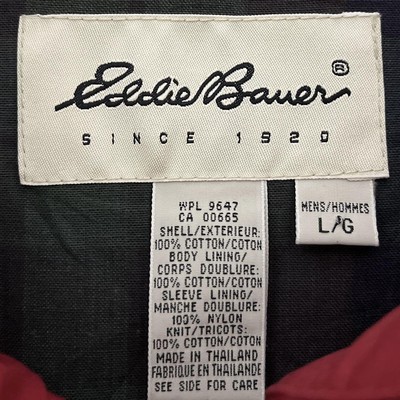 Eddie Bauer®
SINCE 1920
WPL 9647
CA 00665
SHELL/EXTERIEUR:
100% COTTON/COTON
BODY LINING/
CORPS DOUBLURE:
100% COTTON/COTON
SLEEVE LINING/
MANCHE DOUBLURE:
100% NYLON
KNIT/TRICOTS:
100% COTTON/COTON
MADE IN THAILAND
FABRIQUE EN THAILANDE
SEE SIDE FOR CARE
MENS/HOMMES
L/G